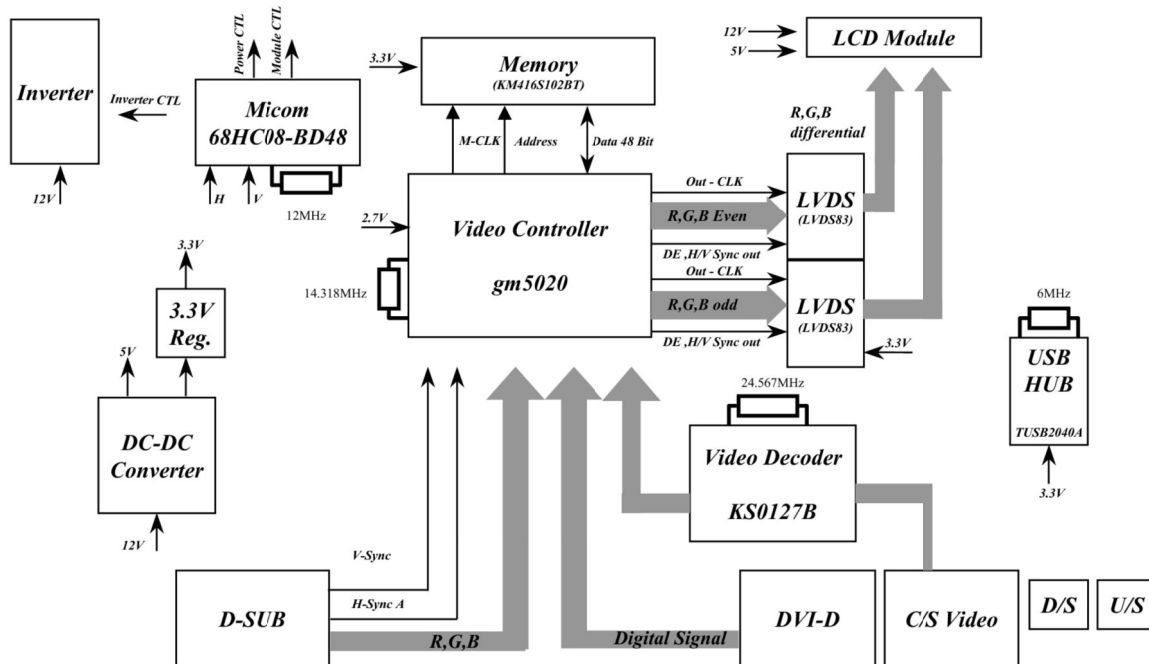 Power CTL
Module CTL
12V
5V
LCD Module
3.3V
Memory
(KM416S102BT)
Inverter
Inverter CTL
Micom
68HC08-BD48
R,G,B
differential
M-CLK
Address
Data 48 Bit
12V
H
V
12MHz
Out - CLK
R,G,B Even
DE ,H/V Sync out
LVDS
(LVDS83)
2.7V
Video Controller
gm5020
14.318MHz
Out - CLK
R,G,B odd
DE ,H/V Sync out
LVDS
(LVDS83)
3.3V
3.3V
3.3V
Reg.
5V
6MHz
USB
HUB
TUSB2040A
3.3V
24.567MHz
DC-DC
Converter
12V
Video Decoder
KS0127B
V-Sync
H-Sync A
D-SUB
R,G,B
Digital Signal
DVI-D
C/S Video
D/S
U/S